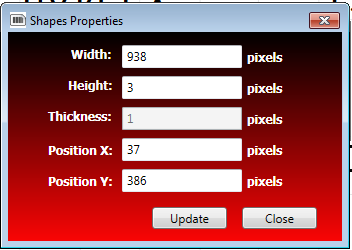 Shapes Properties
Width: 938 pixels
Height: 3 pixels
Thickness: 1 pixels
Position X: 37 pixels
Position Y: 386 pixels
Update Close